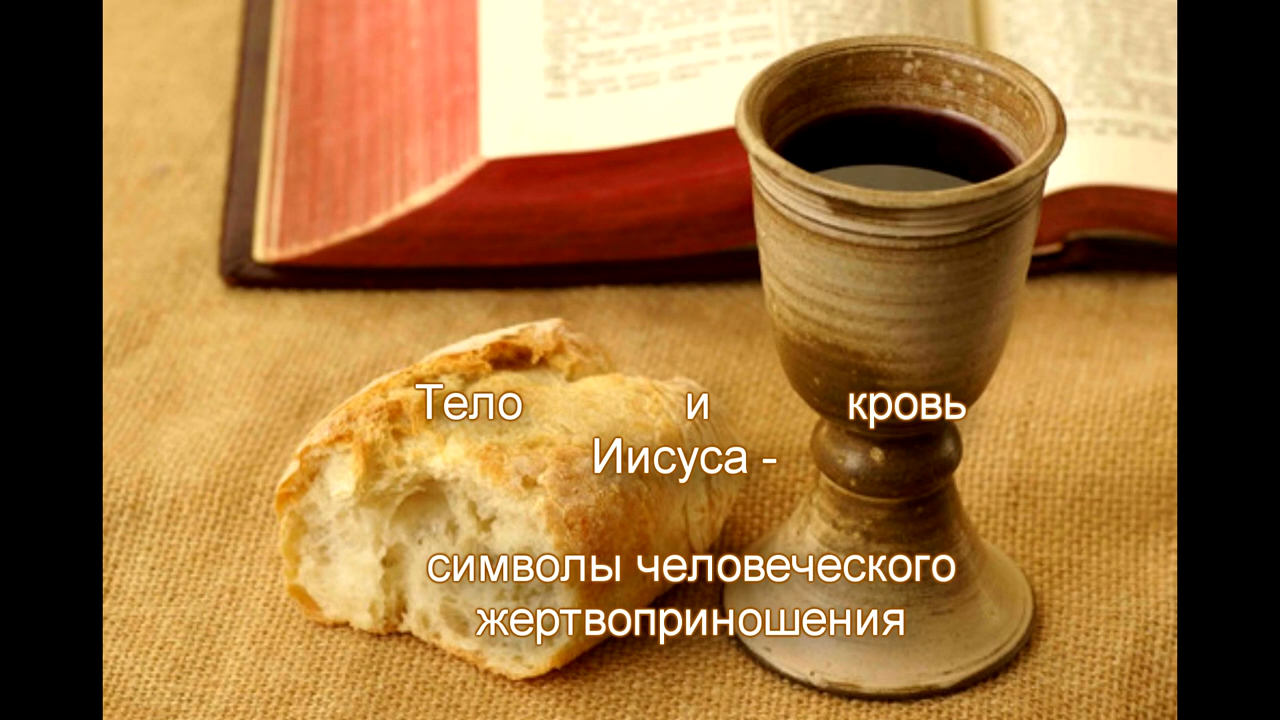 Тело и кровь
Иисуса -
символы человеческого
жертвоприношения